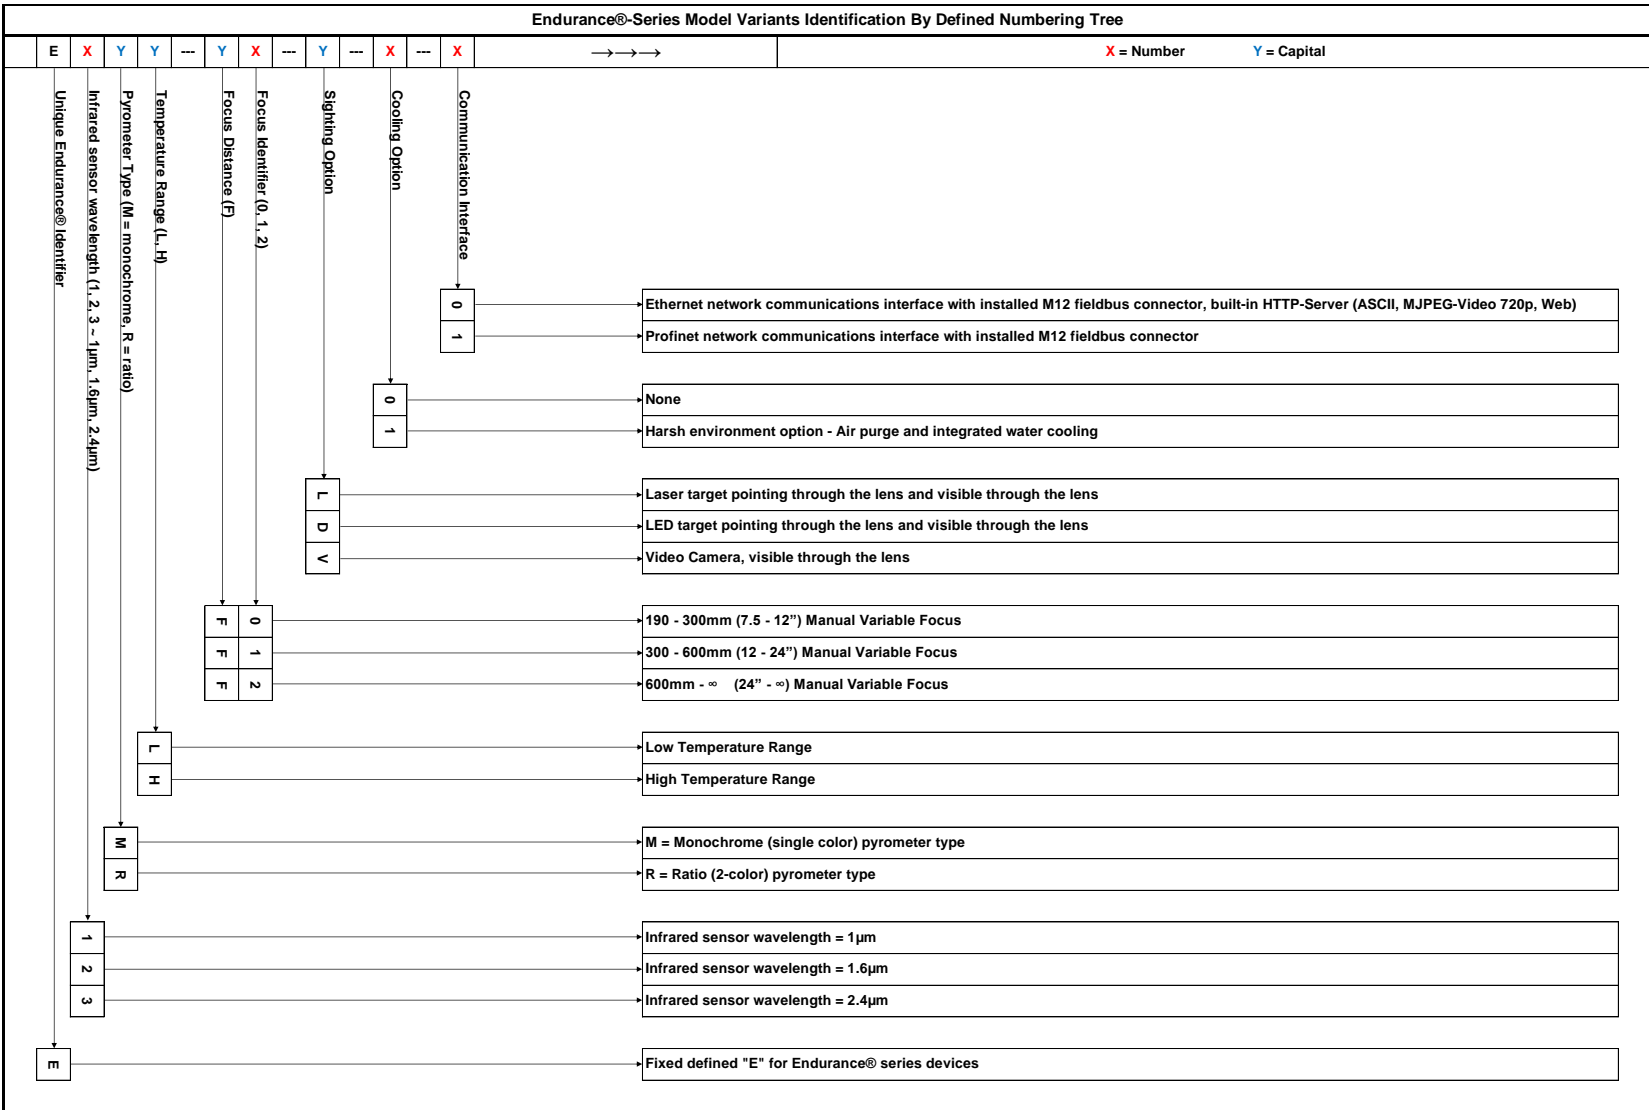 Endurance®-Series Model Variants Identification By Defined Numbering Tree
E X Y Y --- Y X --- Y --- X --- X →→→ X = Number Y = Capital
Unique Endurance® Identifier
Infrared sensor wavelength (1, 2, 3 ~ 1µm, 1.6µm, 2.4µm)
Pyrometer Type (M = monochrome, R = ratio)
Temperature Range (L, H)
Focus Distance (F)
Focus Identifier (0, 1, 2)
Sighting Option
Cooling Option
Communication Interface
0 Ethernet network communications interface with installed M12 fieldbus connector, built-in HTTP-Server (ASCII, MJPEG-Video 720p, Web)
1 Profinet network communications interface with installed M12 fieldbus connector
0 None
1 Harsh environment option - Air purge and integrated water cooling
L Laser target pointing through the lens and visible through the lens
D LED target pointing through the lens and visible through the lens
V Video Camera, visible through the lens
F 0 190 - 300mm (7.5 - 12”) Manual Variable Focus
F 1 300 - 600mm (12 - 24”) Manual Variable Focus
F 2 600mm - ∞ (24” - ∞) Manual Variable Focus
L Low Temperature Range
H High Temperature Range
M M = Monochrome (single color) pyrometer type
R R = Ratio (2-color) pyrometer type
1 Infrared sensor wavelength = 1µm
2 Infrared sensor wavelength = 1.6µm
3 Infrared sensor wavelength = 2.4µm
E Fixed defined "E" for Endurance® series devices